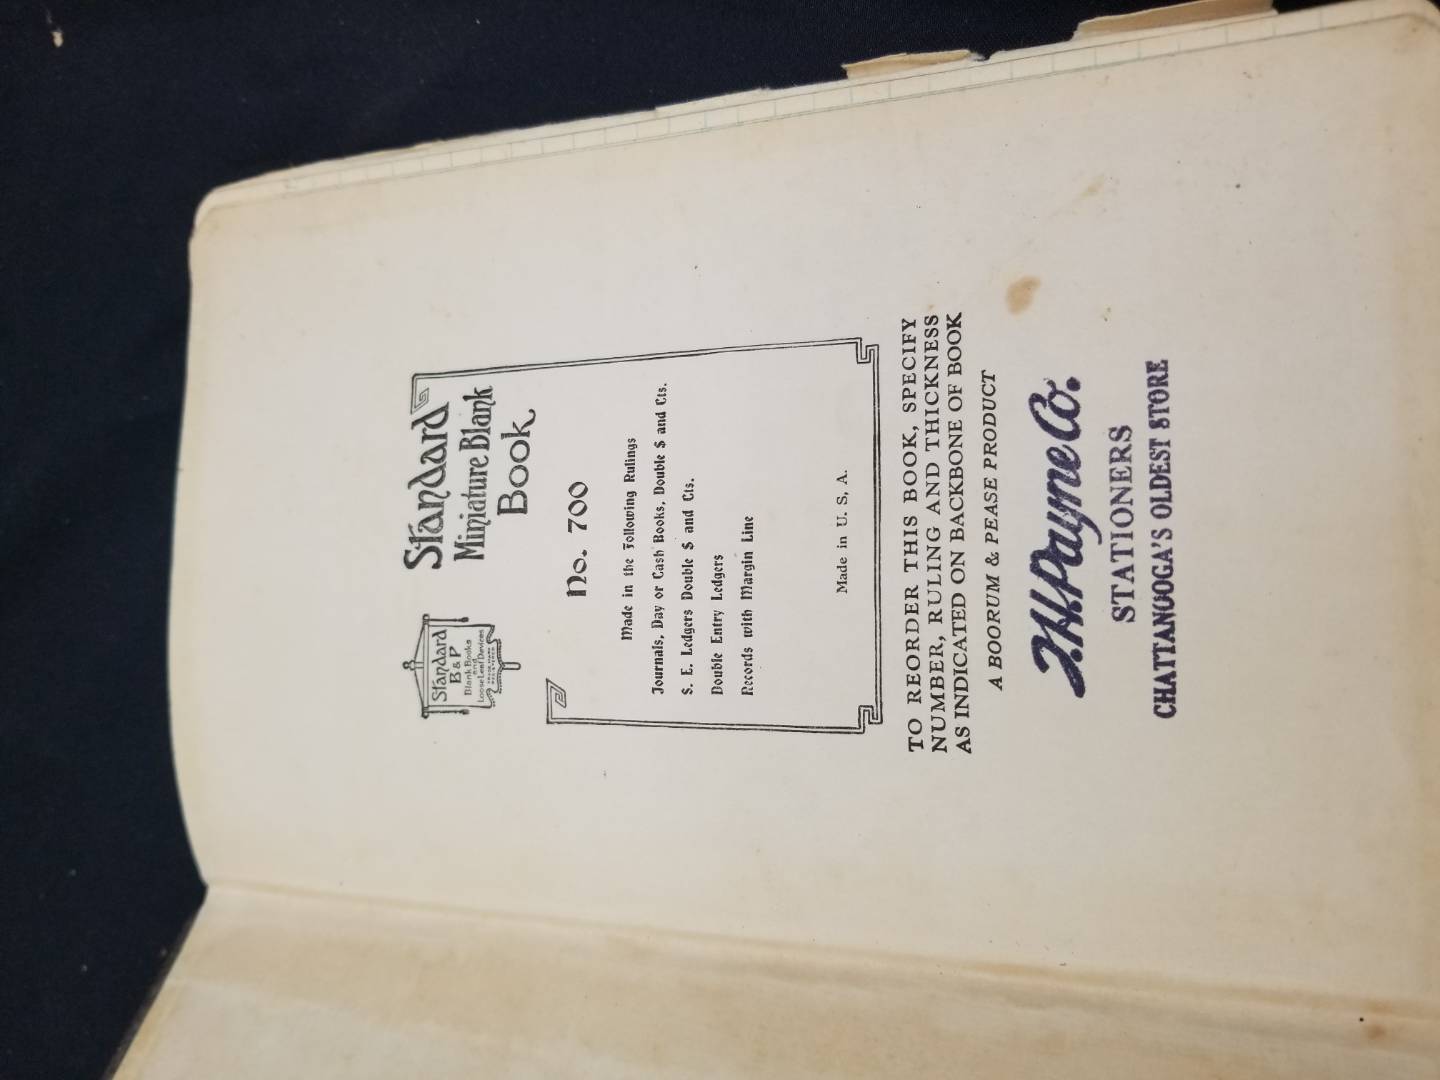 Standard
B & P
Blank Books
and
Loose Leaf Devices
Standard
Miniature Blank
Book
No. 700
Made in the Following Rulings
Journals, Day or Cash Books, Double $ and Cts.
S. E. Ledgers Double $ and Cts.
Double Entry Ledgers
Records with Margin Line
Made in U. S. A.
TO REORDER THIS BOOK, SPECIFY
NUMBER, RULING AND THICKNESS
AS INDICATED ON BACKBONE OF BOOK
A BOORUM & PEASE PRODUCT
T.H. Payne Co.
STATIONERS
CHATTANOOGA'S OLDEST STORE